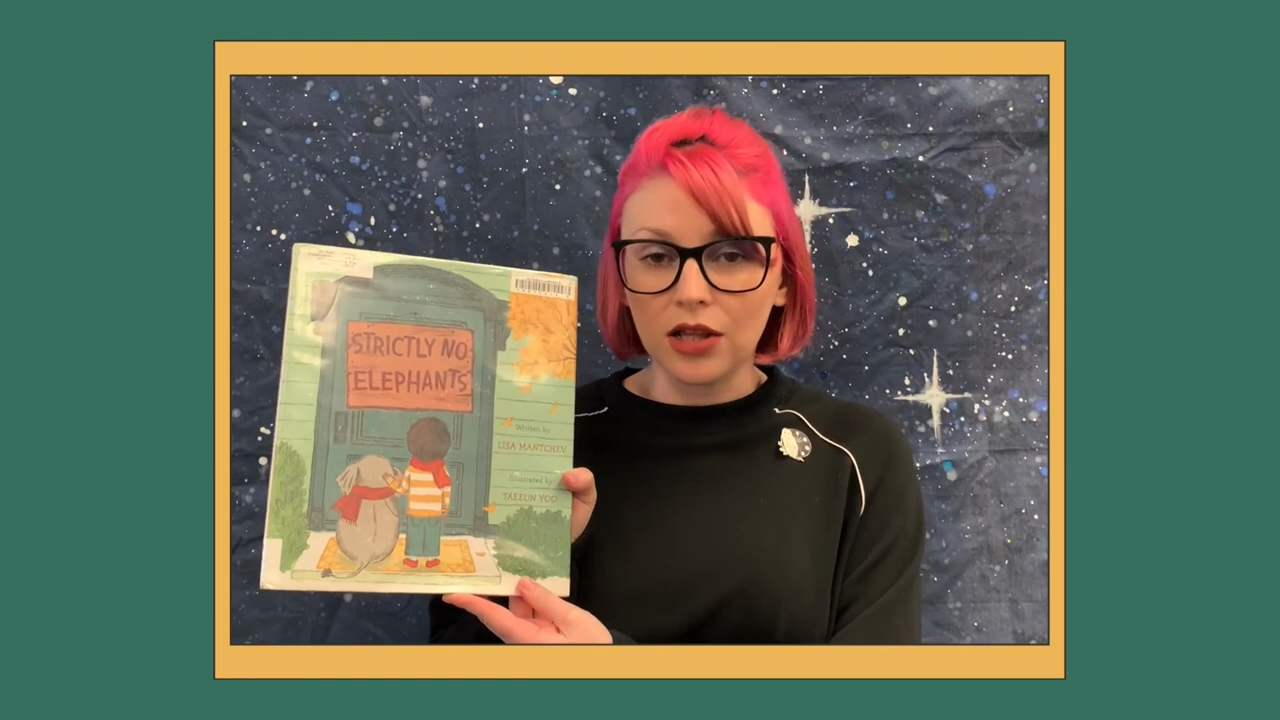 STRICTLY NO
ELEPHANTS
Written by
LISA MANTCHEV
Illustrated by
TAEEUN YOO